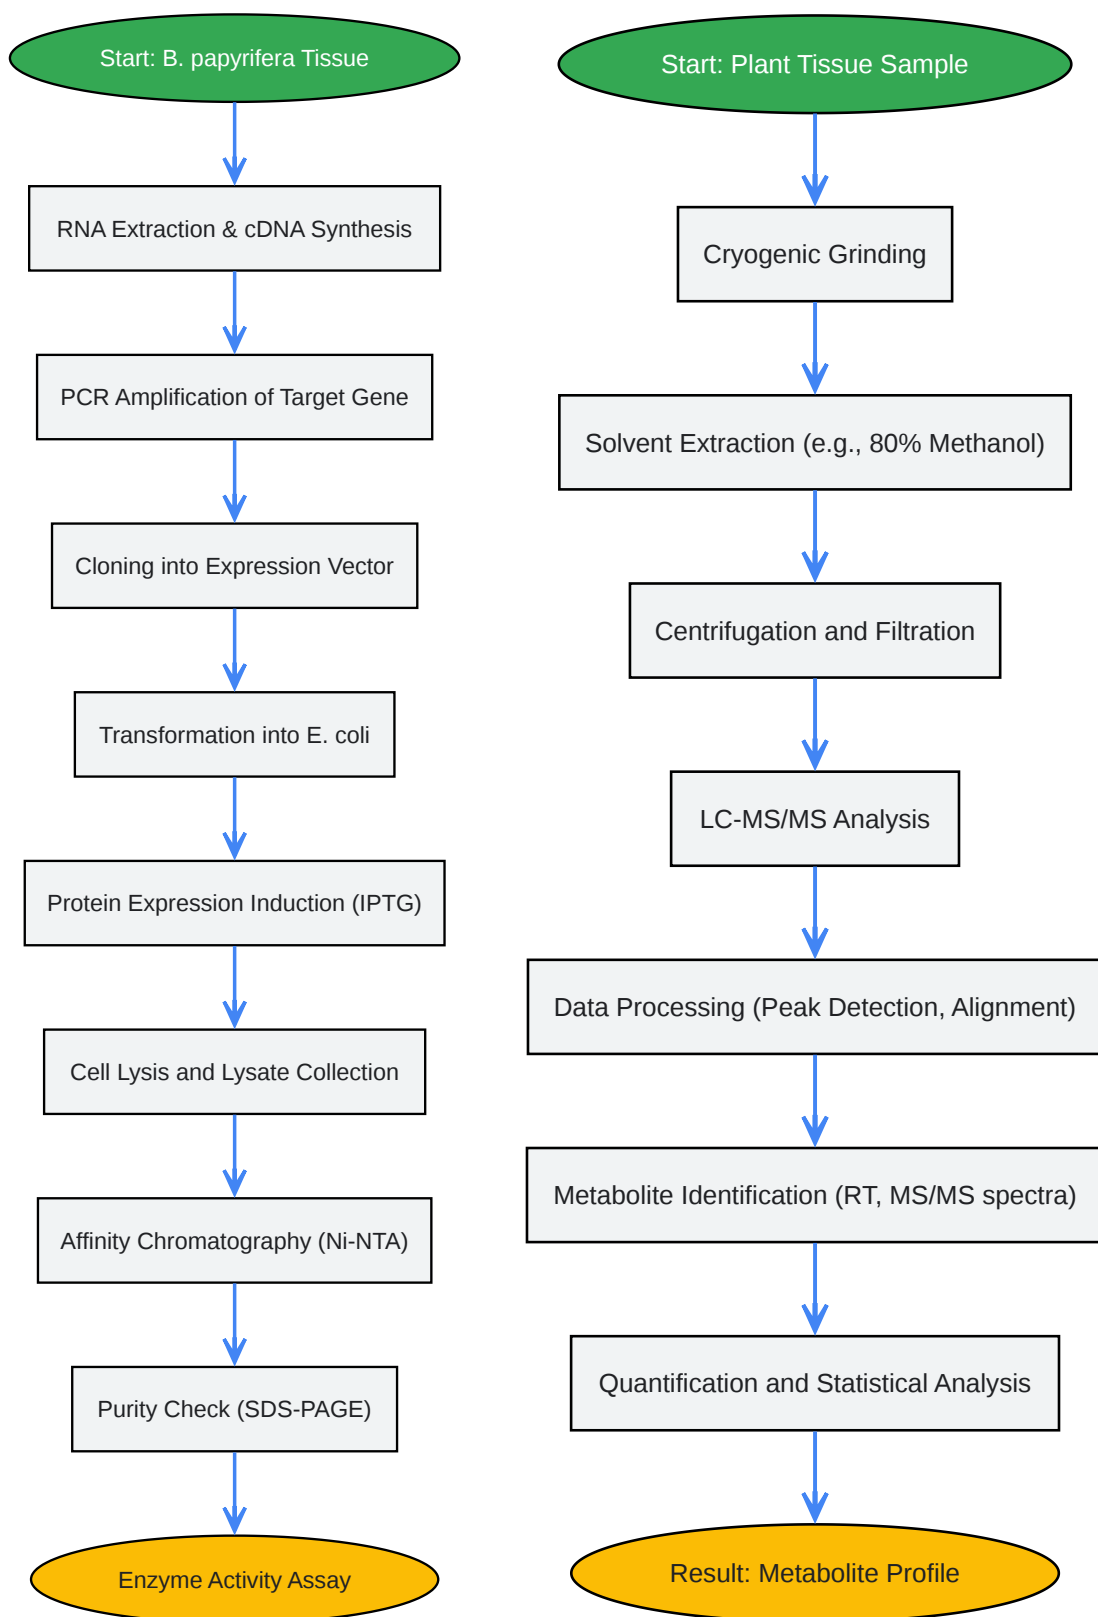 Start: B. papyrifera Tissue
RNA Extraction & cDNA Synthesis
PCR Amplification of Target Gene
Cloning into Expression Vector
Transformation into E. coli
Protein Expression Induction (IPTG)
Cell Lysis and Lysate Collection
Affinity Chromatography (Ni-NTA)
Purity Check (SDS-PAGE)
Enzyme Activity Assay
Start: Plant Tissue Sample
Cryogenic Grinding
Solvent Extraction (e.g., 80% Methanol)
Centrifugation and Filtration
LC-MS/MS Analysis
Data Processing (Peak Detection, Alignment)
Metabolite Identification (RT, MS/MS spectra)
Quantification and Statistical Analysis
Result: Metabolite Profile